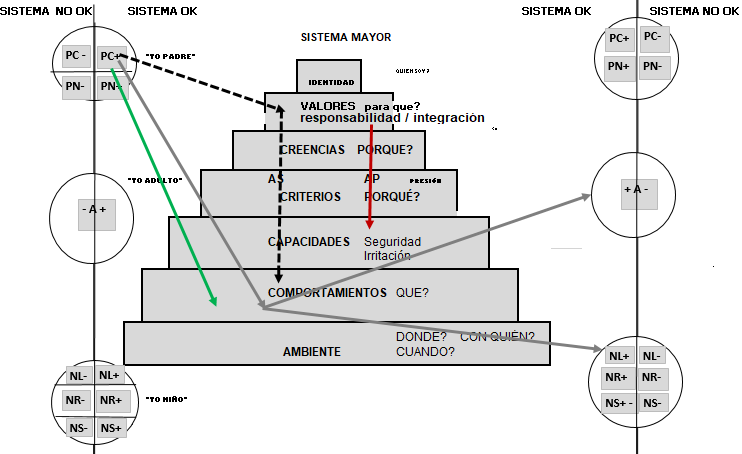 SISTEMA NO OK SISTEMA OK SISTEMA OK SISTEMA NO OK
SISTEMA MAYOR
PC - PC+ "TO PADRE" PC+ PC-
PN- PN+ PN+ PN-
QUIEN SOY ?
IDENTIDAD
VALORES para que?
responsabilidad / integración
CREENCIAS PORQUE?
"TO ADULTO" AS AP PRESIÓN
CRITERIOS PORQUÉ?
- A + + A -
CAPACIDADES Seguridad
Irritación
COMPORTAMIENTOS QUE?
DONDE? CON QUIÉN?
AMBIENTE CUANDO?
NL- NL+ NL+ NL-
NR- NR+ "TO NIÑO" NR+ NR-
NS- NS+ NS+ - NS-